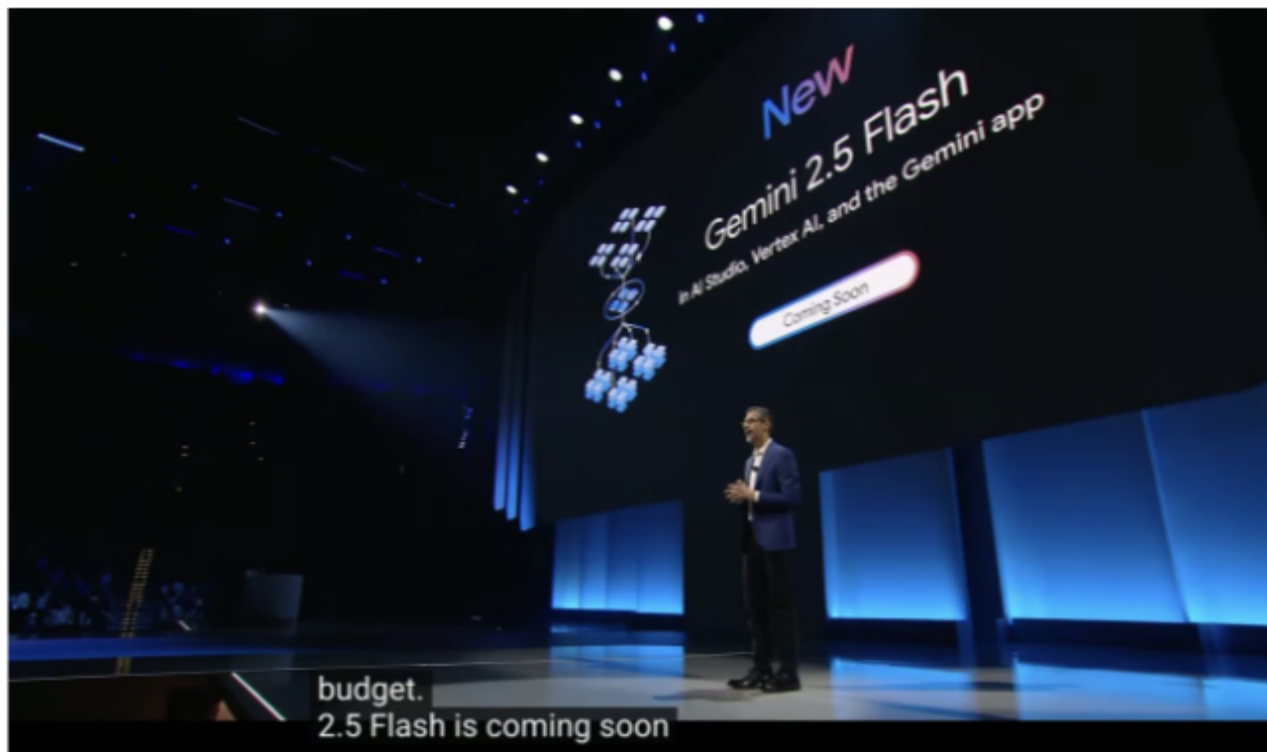 New
Gemini 2.5 Flash
in AI Studio, Vertex AI, and the Gemini app
Coming Soon
budget.
2.5 Flash is coming soon